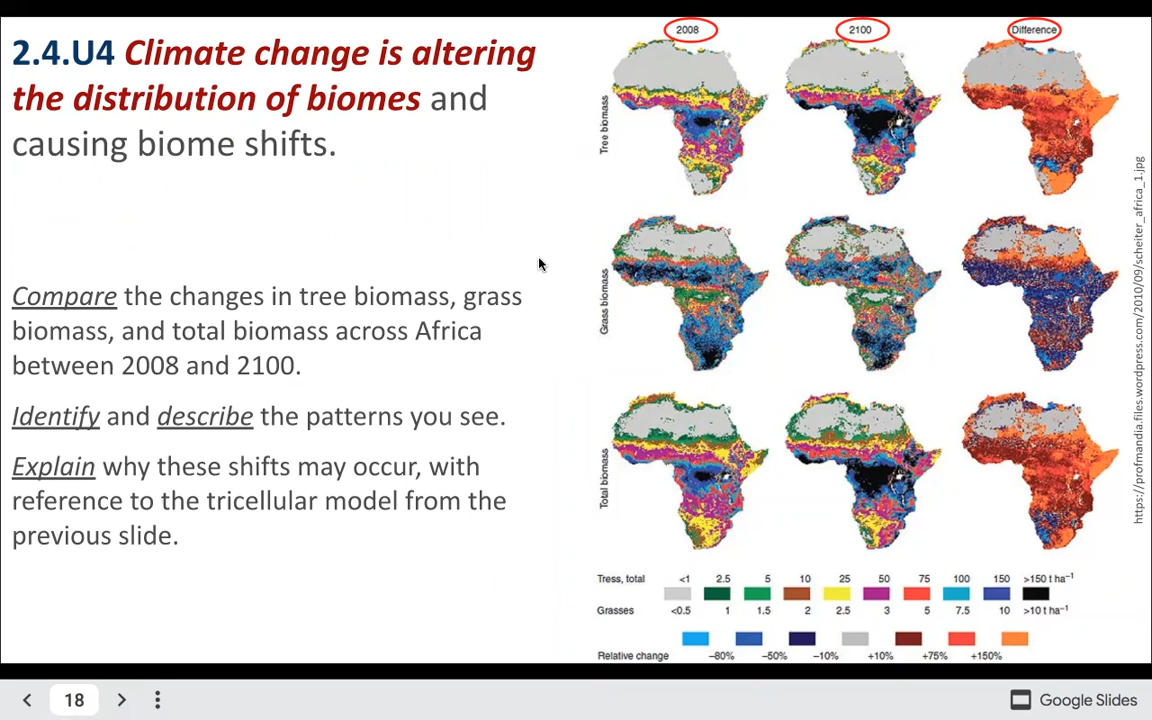 2.4.U4 Climate change is altering
the distribution of biomes and
causing biome shifts.
Compare the changes in tree biomass, grass
biomass, and total biomass across Africa
between 2008 and 2100.
Identify and describe the patterns you see.
Explain why these shifts may occur, with
reference to the tricellular model from the
previous slide.
2008 2100 Difference
Tree biomass
Grass biomass
Total biomass
Tress, total <1 2.5 5 10 25 50 75 100 150 >150 t ha⁻¹
Grasses <0.5 1 1.5 2 2.5 3 5 7.5 10 >10 t ha⁻¹
Relative change −80% −50% −10% +10% +75% +150%
https://profmandia.files.wordpress.com/2010/09/scheiter_africa_1.jpg
18
Google Slides